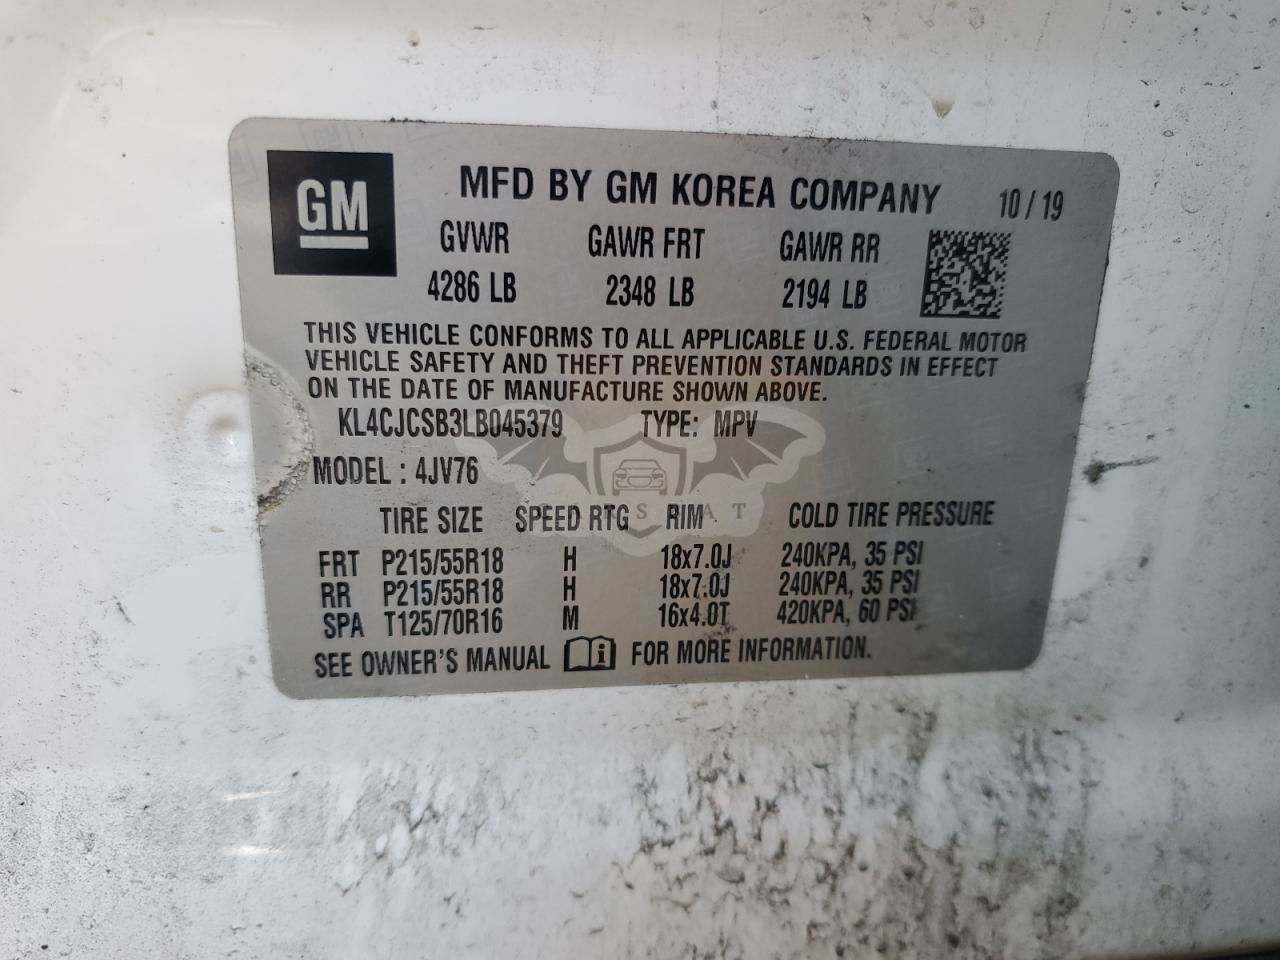 GM
MFD BY GM KOREA COMPANY 10 / 19
GVWR GAWR FRT GAWR RR
4286 LB 2348 LB 2194 LB
THIS VEHICLE CONFORMS TO ALL APPLICABLE U.S. FEDERAL MOTOR
VEHICLE SAFETY AND THEFT PREVENTION STANDARDS IN EFFECT
ON THE DATE OF MANUFACTURE SHOWN ABOVE.
KL4CJCSB3LB045379 TYPE: MPV
MODEL : 4JV76
TIRE SIZE SPEED RTG RIM COLD TIRE PRESSURE
FRT P215/55R18 H 18x7.0J 240KPA, 35 PSI
RR P215/55R18 H 18x7.0J 240KPA, 35 PSI
SPA T125/70R16 M 16x4.0T 420KPA, 60 PSI
SEE OWNER'S MANUAL i FOR MORE INFORMATION.